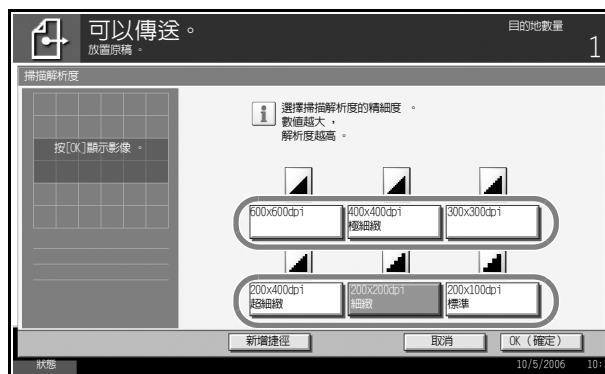 可以傳送。
放置原稿。
目的地數量
1
掃描解析度
按[OK]顯示影像。
選擇掃描解析度的精細度。
數值越大，
解析度越高。
600x600dpi
400x400dpi
極細緻
300x300dpi
200x400dpi
超細緻
200x200dpi
細緻
200x100dpi
標準
新增捷徑
取消
OK（確定）
狀態
10/5/2006
10: